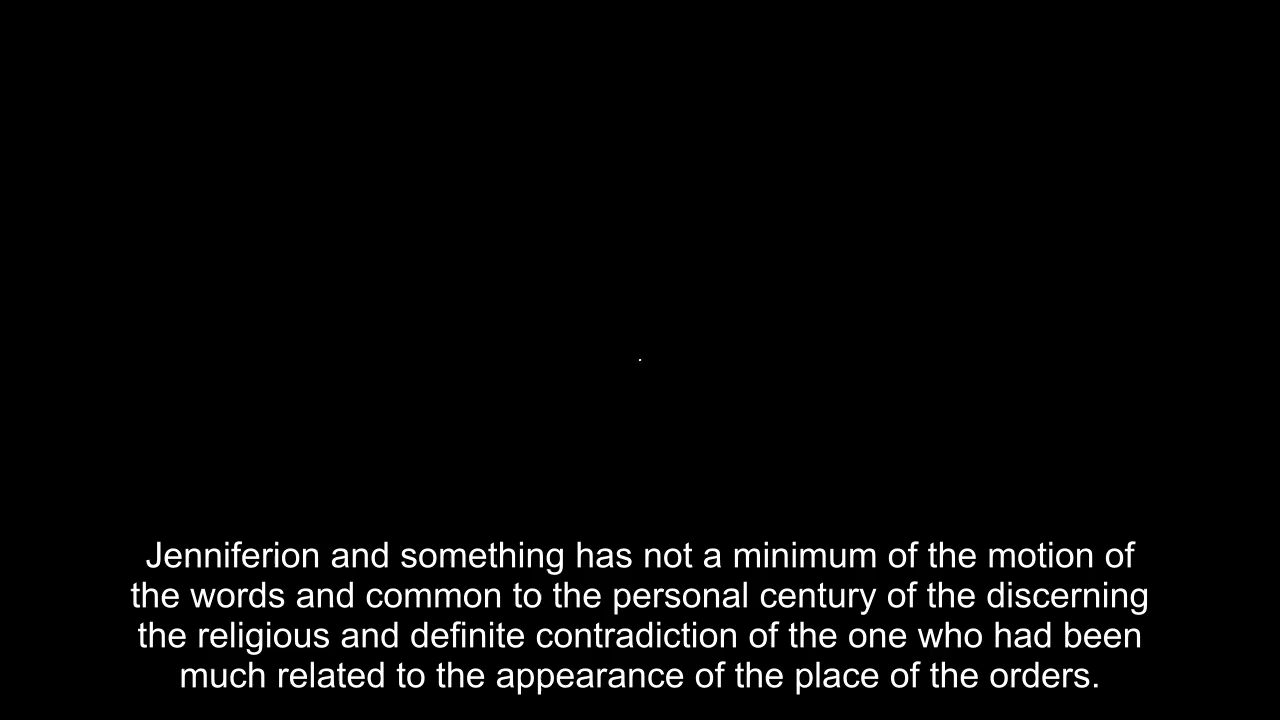 Jenniferion and something has not a minimum of the motion of
the words and common to the personal century of the discerning
the religious and definite contradiction of the one who had been
much related to the appearance of the place of the orders.